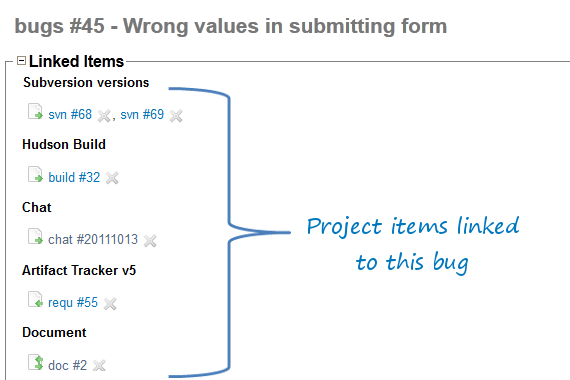 bugs #45 - Wrong values in submitting form
Linked Items
Subversion versions
svn #68 , svn #69
Hudson Build
build #32
Chat
chat #20111013
Artifact Tracker v5
requ #55
Document
doc #2
Project items linked
to this bug